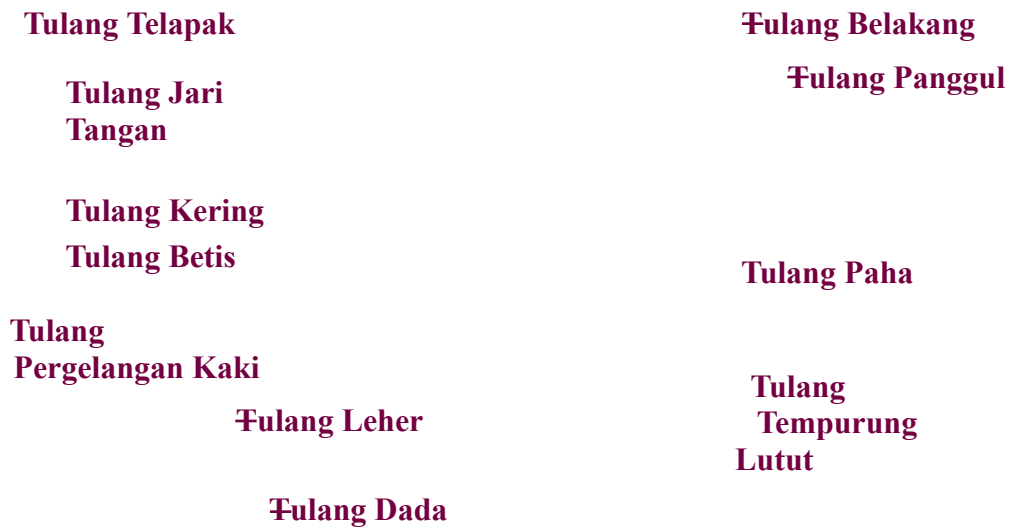 Tulang Telapak
Tulang Jari
Tangan
Tulang Kering
Tulang Betis
Tulang
Pergelangan Kaki
Tulang Leher
Tulang Dada
Tulang Belakang
Tulang Panggul
Tulang Paha
Tulang
Tempurung
Lutut